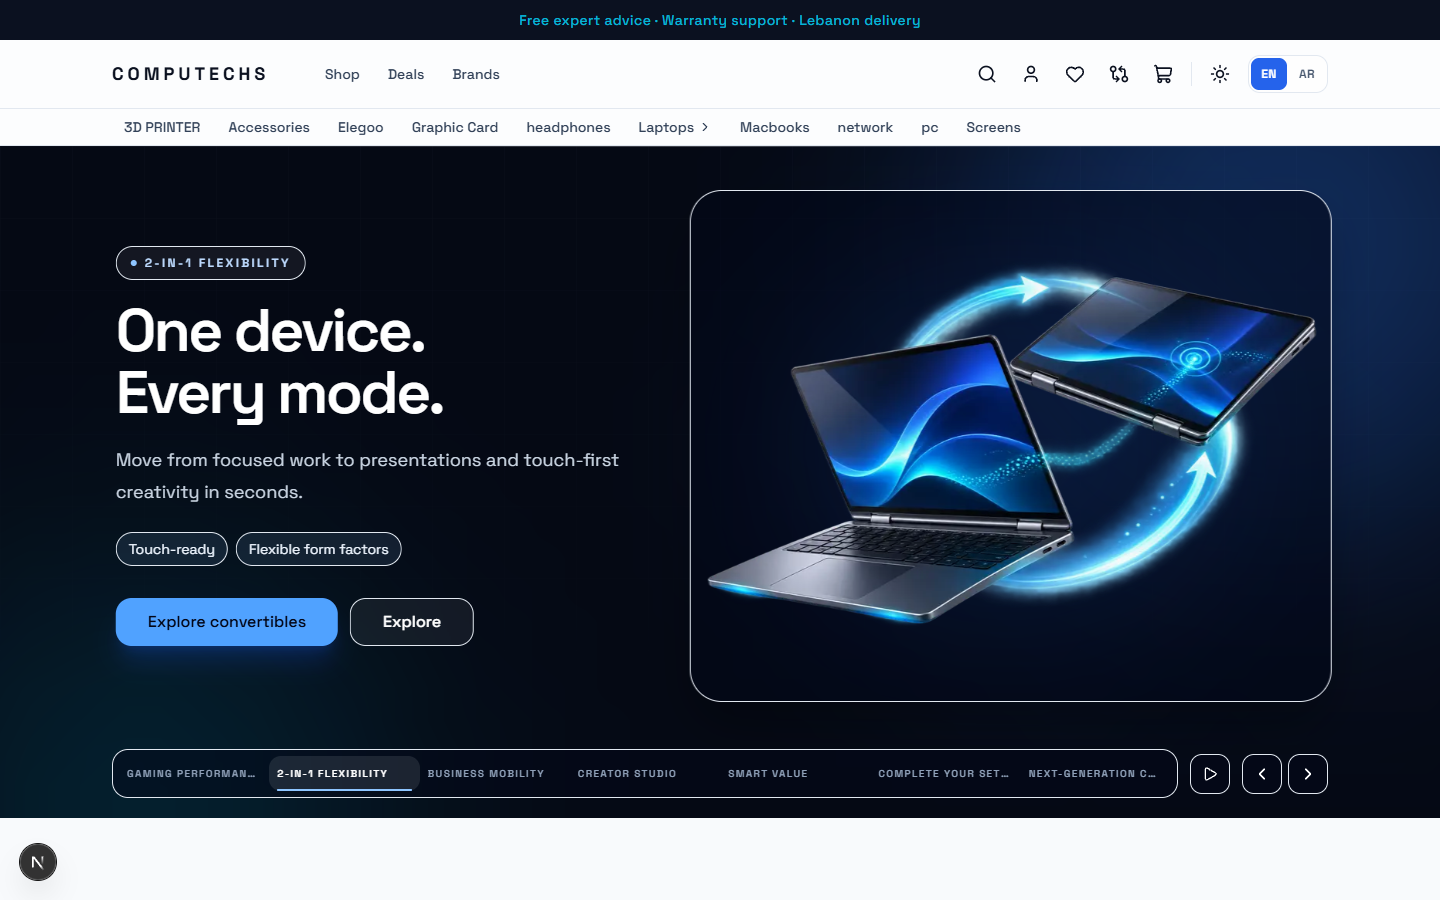 Free expert advice · Warranty support · Lebanon delivery
COMPUTECHS
Shop
Deals
Brands
EN
AR
3D PRINTER
Accessories
Elegoo
Graphic Card
headphones
Laptops
Macbooks
network
pc
Screens
2-IN-1 FLEXIBILITY
One device.
Every mode.
Move from focused work to presentations and touch-first
creativity in seconds.
Touch-ready
Flexible form factors
Explore convertibles
Explore
GAMING PERFORMAN…
2-IN-1 FLEXIBILITY
BUSINESS MOBILITY
CREATOR STUDIO
SMART VALUE
COMPLETE YOUR SET…
NEXT-GENERATION C…
N